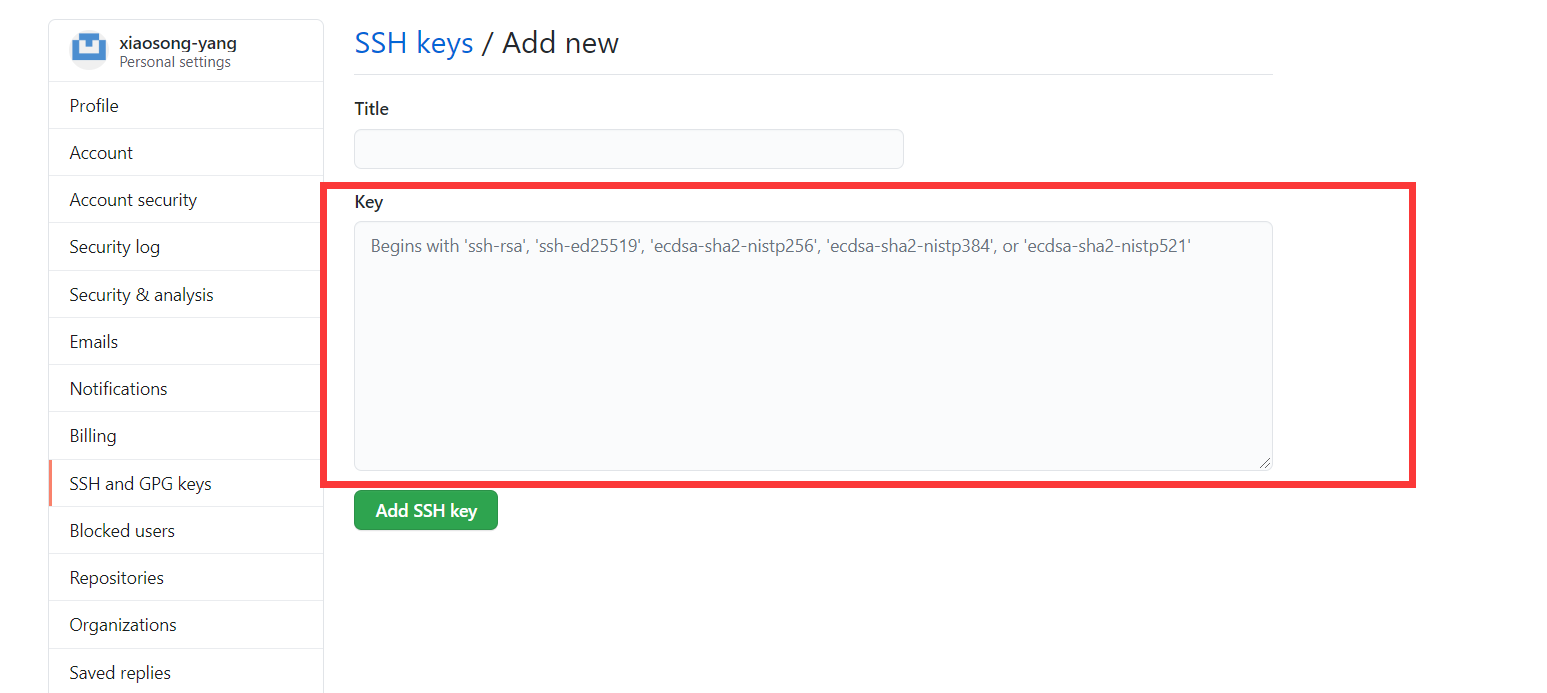 xiaosong-yang
Personal settings
Profile
Account
Account security
Security log
Security & analysis
Emails
Notifications
Billing
SSH and GPG keys
Blocked users
Repositories
Organizations
Saved replies
SSH keys / Add new
Title
Key
Begins with 'ssh-rsa', 'ssh-ed25519', 'ecdsa-sha2-nistp256', 'ecdsa-sha2-nistp384', or 'ecdsa-sha2-nistp521'
Add SSH key